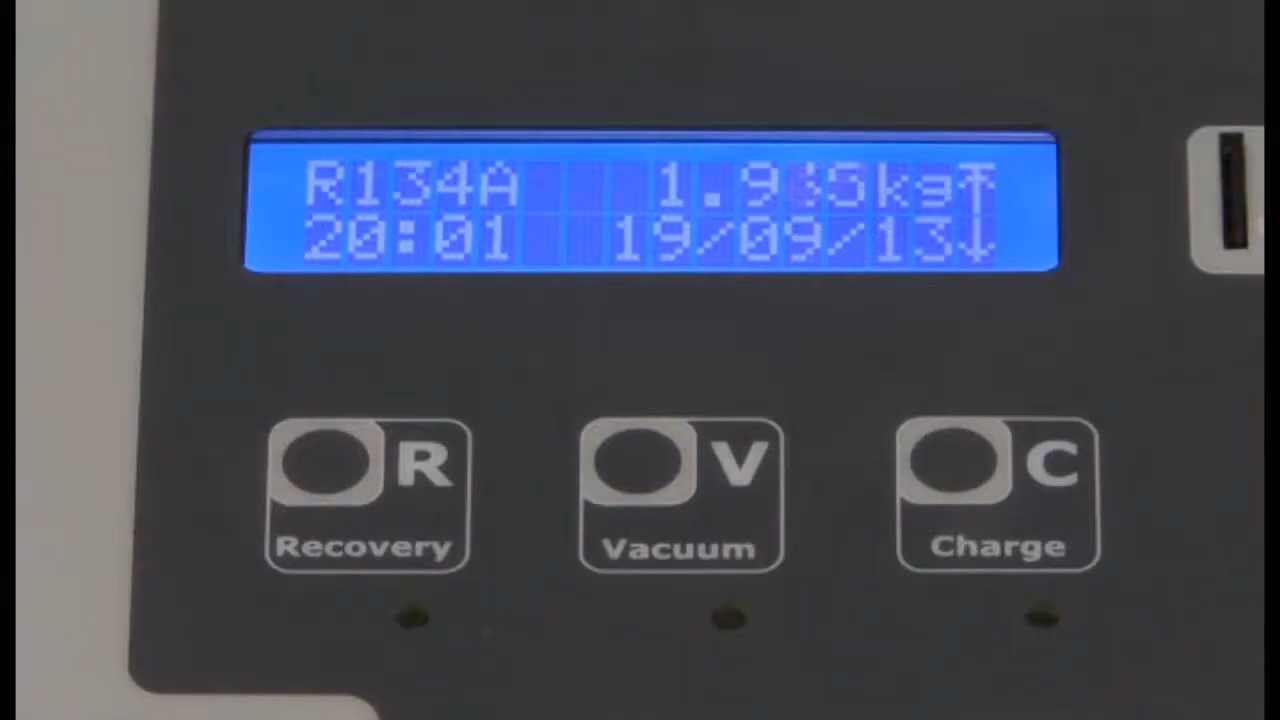 R134A 
20:01 19/09/13↓
R
Recovery
V
Vacuum
C
Charge